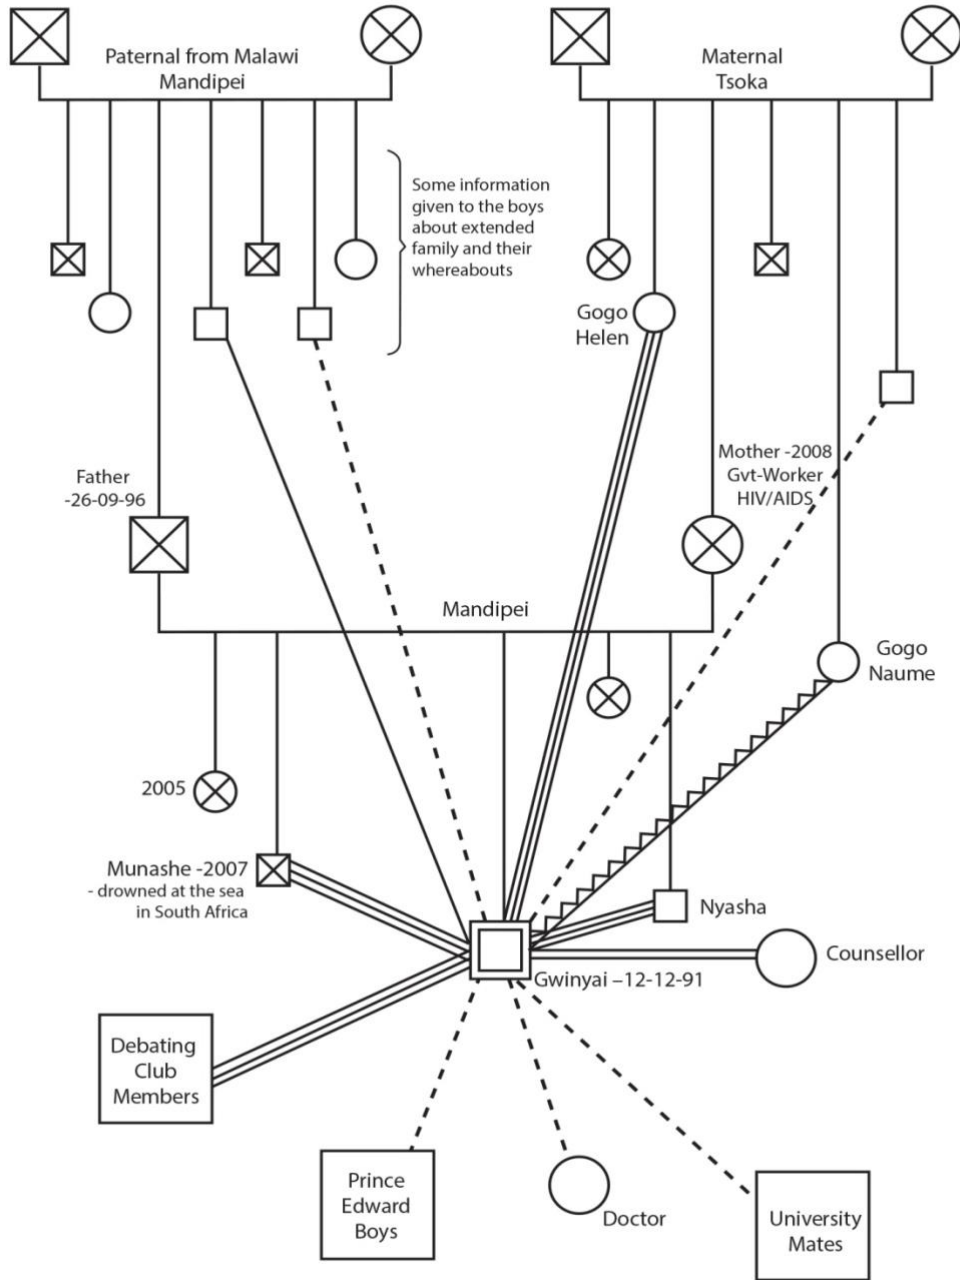 Paternal from Malawi
Mandipei
Maternal
Tsoka
Some information
given to the boys
about extended
family and their
whereabouts
Gogo
Helen
Father
-26-09-96
Mother -2008
Gvt-Worker
HIV/AIDS
Mandipei
Gogo
Naume
2005
Munashe -2007
- drowned at the sea
in South Africa
Nyasha
Counsellor
Gwinyai –12-12-91
Debating
Club
Members
Prince
Edward
Boys
Doctor
University
Mates